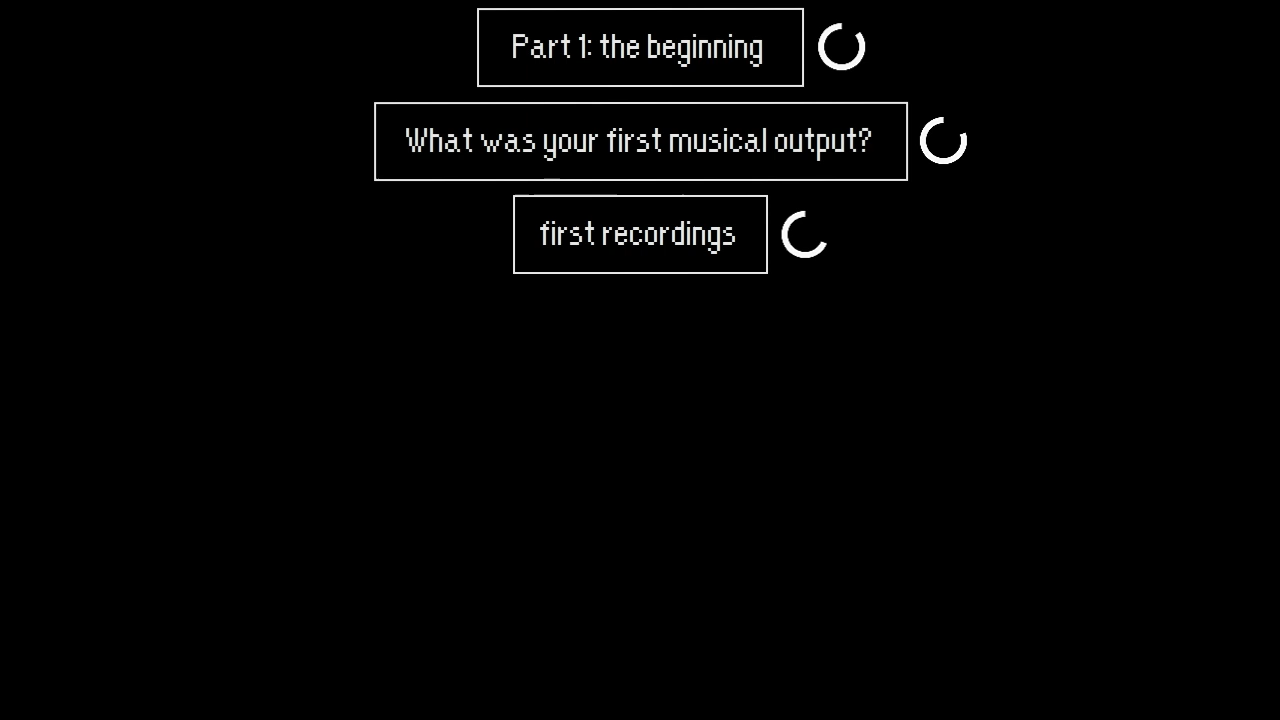 Part 1: the beginning
What was your first musical output?
first recordings